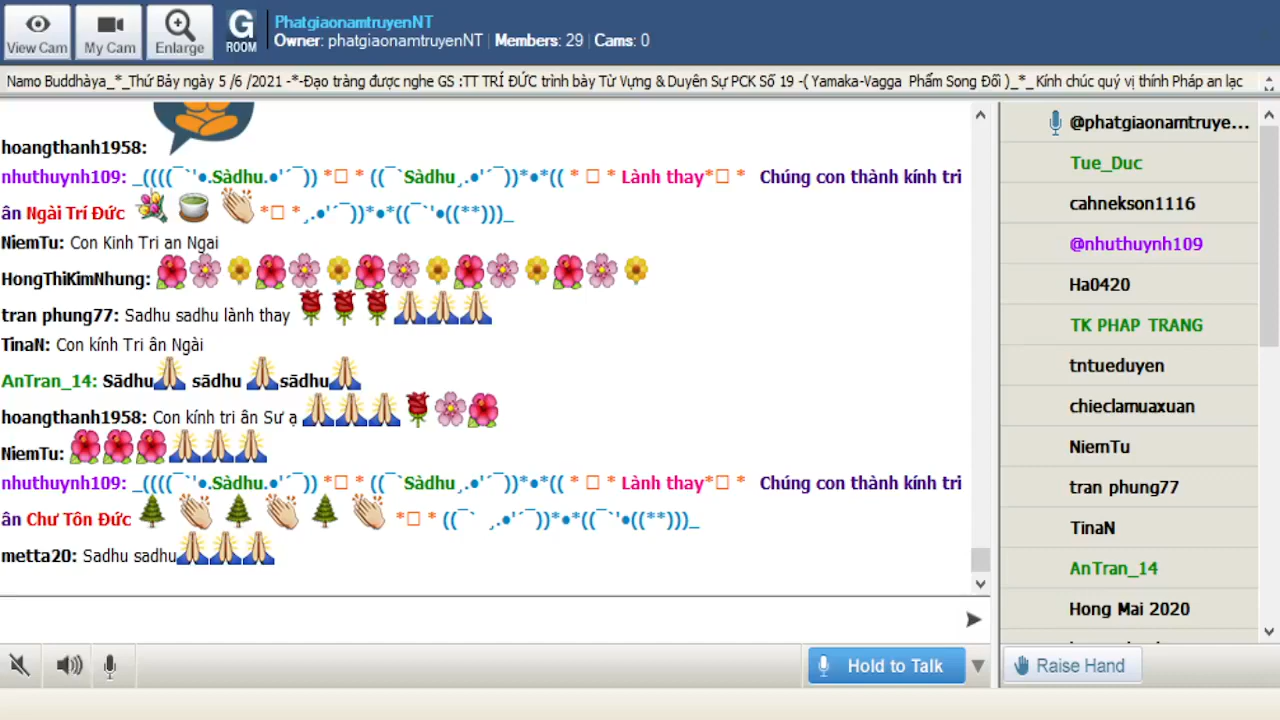 View Cam
My Cam
Enlarge
G
ROOM
PhatgiaonamtruyenNT
Owner: phatgiaonamtruyenNT | Members: 29 | Cams: 0
Namo Buddhàya_*_Thứ Bảy ngày 5 /6 /2021 -*-Đạo tràng được nghe GS :TT TRÍ ĐỨC trình bày Từ Vựng & Duyên Sự PCK Số 19 -( Yamaka-Vagga Phẩm Song Đối )_*_ Kính chúc quý vị thính Pháp an lạc
hoangthanh1958:
nhuthuynh109: _((((¯`'•.Sàdhu.•'´¯)) *□ * ((¯`Sàdhu¸.•'´¯))*•*(( * □ * Lành thay*□ * Chúng con thành kính tri
ân Ngài Trí Đức 💐 🍵 👏 *□ *¸.•'´¯))*•*((¯`'•((**)))_
NiemTu: Con Kinh Tri an Ngai
HongThiKimNhung: 🌺🌸🌼🌺🌸🌼🌺🌸🌼🌺🌸🌼🌺🌸🌼
tran phung77: Sadhu sadhu lành thay 🌹🌹🌹🙏🙏🙏
TinaN: Con kính Tri ân Ngài
AnTran_14: Sādhu🙏 sādhu 🙏sādhu🙏
hoangthanh1958: Con kính tri ân Sư ạ 🙏🙏🙏🌹🌸🌺
NiemTu: 🌺🌺🌺🙏🙏🙏
nhuthuynh109: _((((¯`'•.Sàdhu.•'´¯)) *□ * ((¯`Sàdhu¸.•'´¯))*•*(( * □ * Lành thay*□ * Chúng con thành kính tri
ân Chư Tôn Đức 🌲 👏 🌲 👏 🌲 👏 *□ * ((¯` ¸.•'´¯))*•*((¯`'•((**)))_
metta20: Sadhu sadhu🙏🙏🙏
@phatgiaonamtruye...
Tue_Duc
cahnekson1116
@nhuthuynh109
Ha0420
TK PHAP TRANG
tntueduyen
chieclamuaxuan
NiemTu
tran phung77
TinaN
AnTran_14
Hong Mai 2020
Hold to Talk
Raise Hand